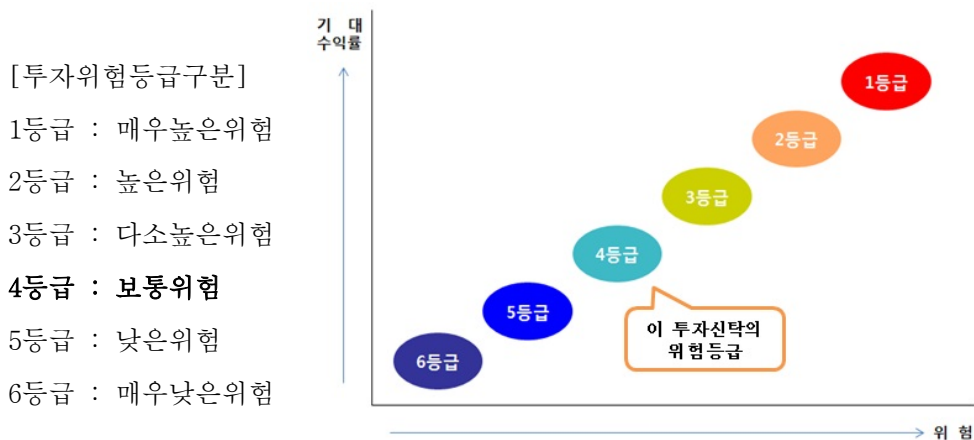 [투자위험등급구분]
1등급 : 매우높은위험
2등급 : 높은위험
3등급 : 다소높은위험
4등급 : 보통위험
5등급 : 낮은위험
6등급 : 매우낮은위험
기 대
수익률
1등급
2등급
3등급
4등급
5등급
6등급
이 투자신탁의
위험등급
위 험